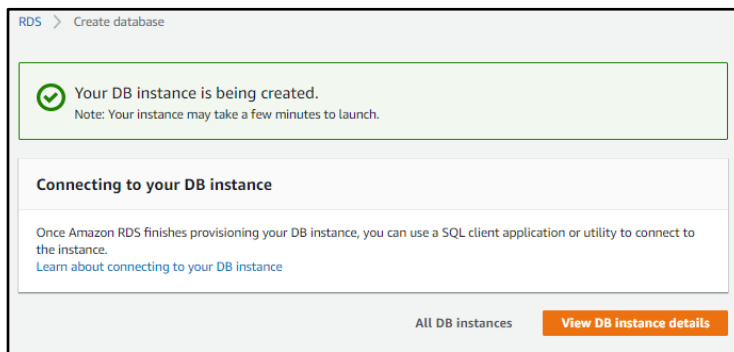 RDS > Create database
Your DB instance is being created.
Note: Your instance may take a few minutes to launch.
Connecting to your DB instance
Once Amazon RDS finishes provisioning your DB instance, you can use a SQL client application or utility to connect to
the instance.
Learn about connecting to your DB instance
All DB instances View DB instance details